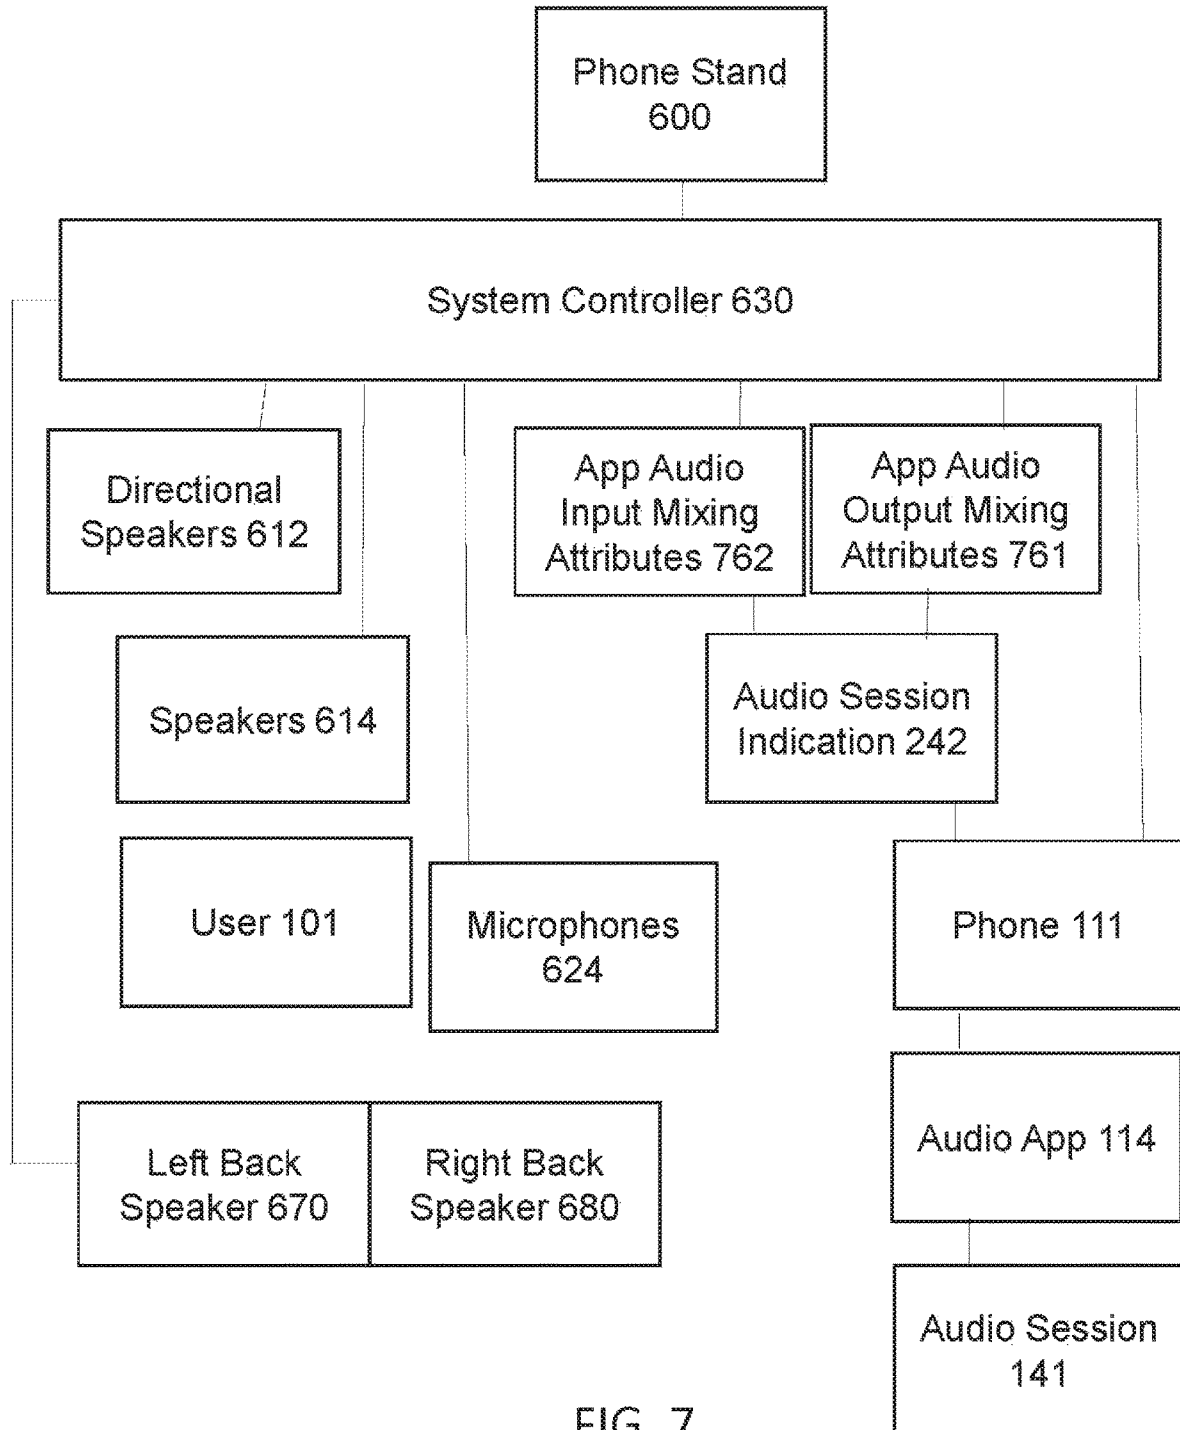 Phone Stand
600
System Controller 630
Directional
Speakers 612
App Audio
Input Mixing
Attributes 762
App Audio
Output Mixing
Attributes 761
Speakers 614
Audio Session
Indication 242
User 101
Microphones
624
Phone 111
Left Back
Speaker 670
Right Back
Speaker 680
Audio App 114
Audio Session
141
FIG. 7